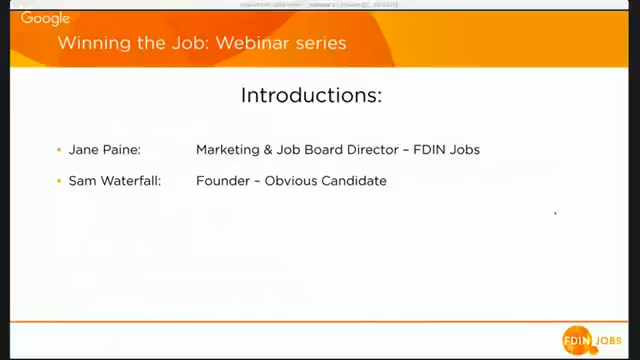 Google
Winning the Job: Webinar series
Introductions:
• Jane Paine: Marketing & Job Board Director – FDIN Jobs
• Sam Waterfall: Founder – Obvious Candidate
FDIN JOBS